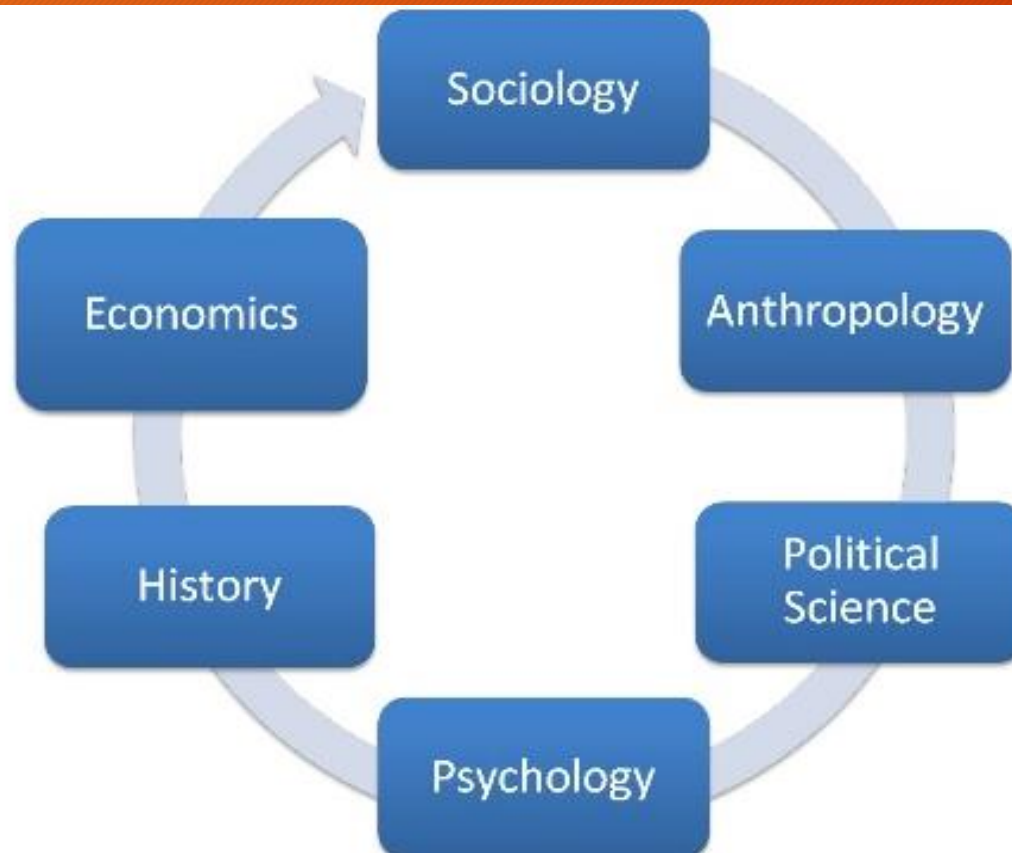 Sociology
Anthropology
Political
Science
Psychology
History
Economics